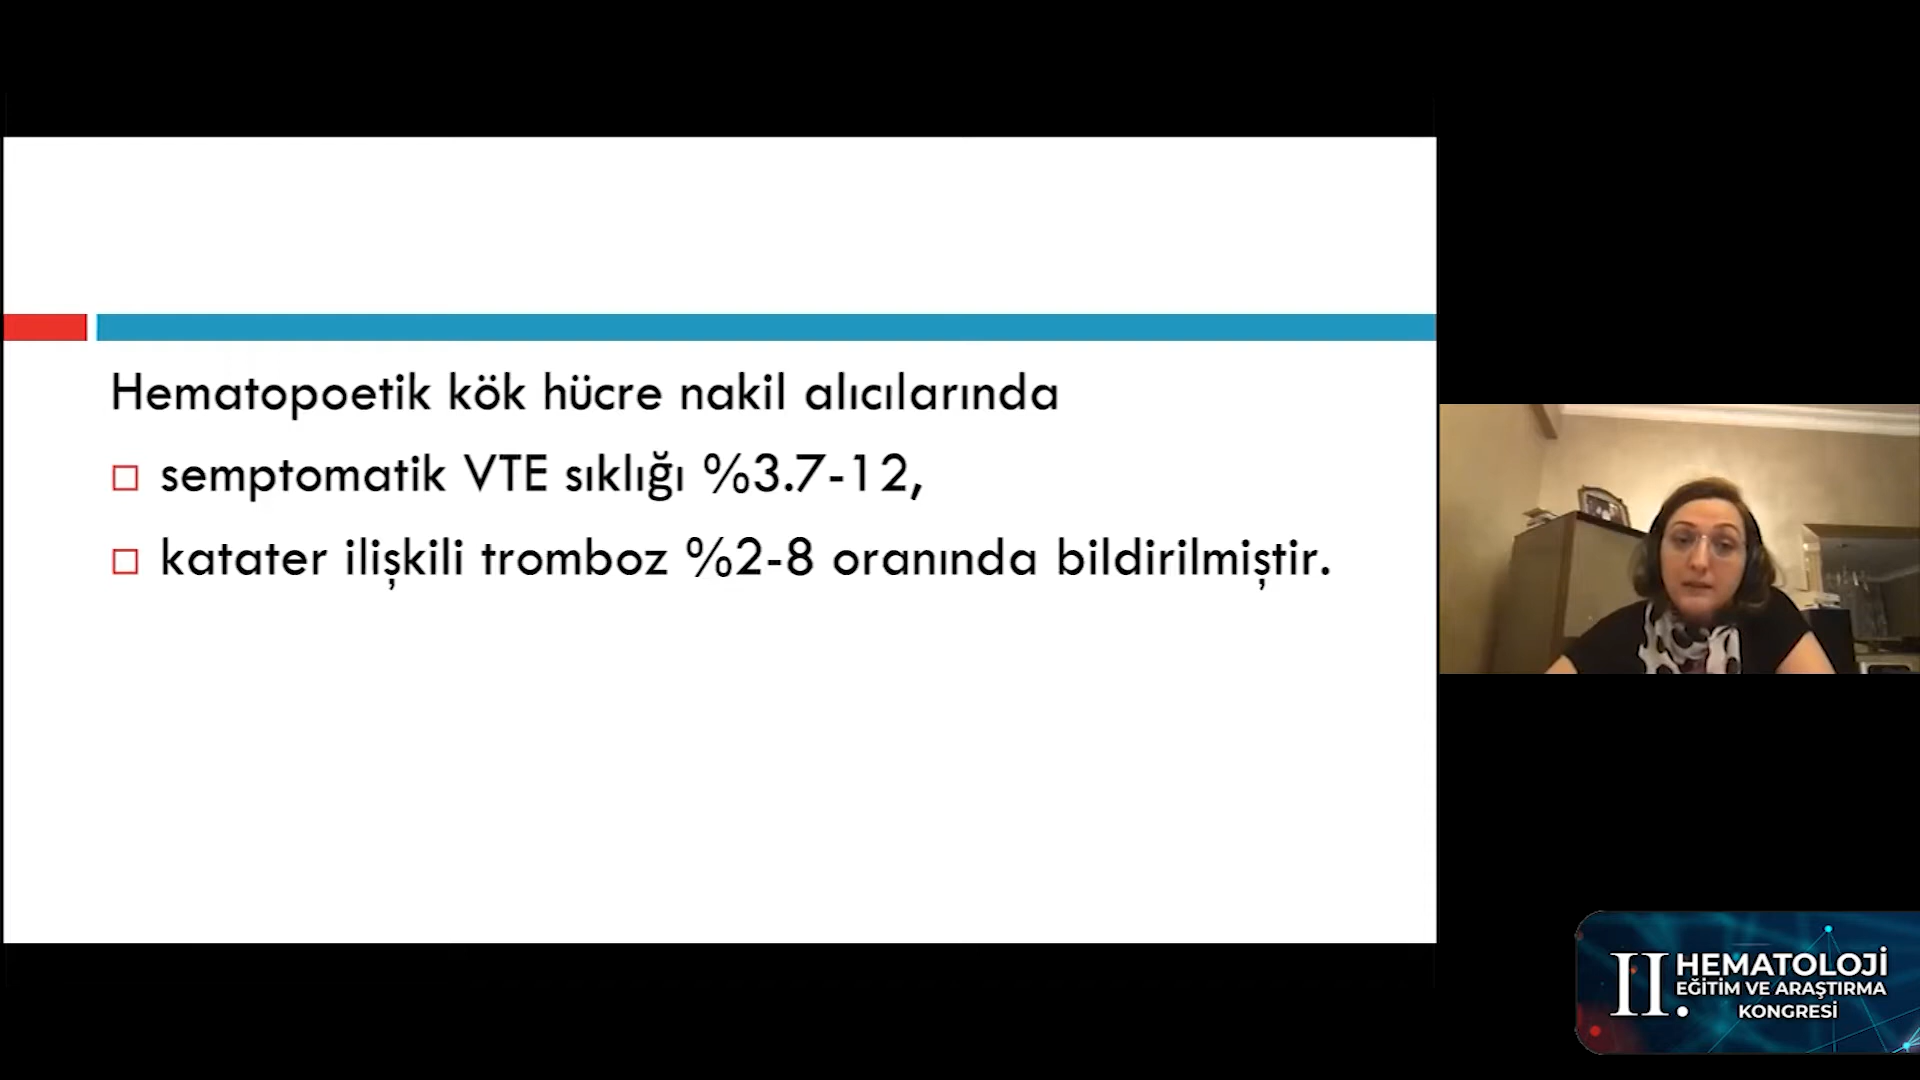 Hematopoetik kök hücre nakil alıcılarında
semptomatik VTE sıklığı %3.7-12,
katater ilişkili tromboz %2-8 oranında bildirilmiştir.
II. HEMATOLOJİ
EĞİTİM VE ARAŞTIRMA
KONGRESİ